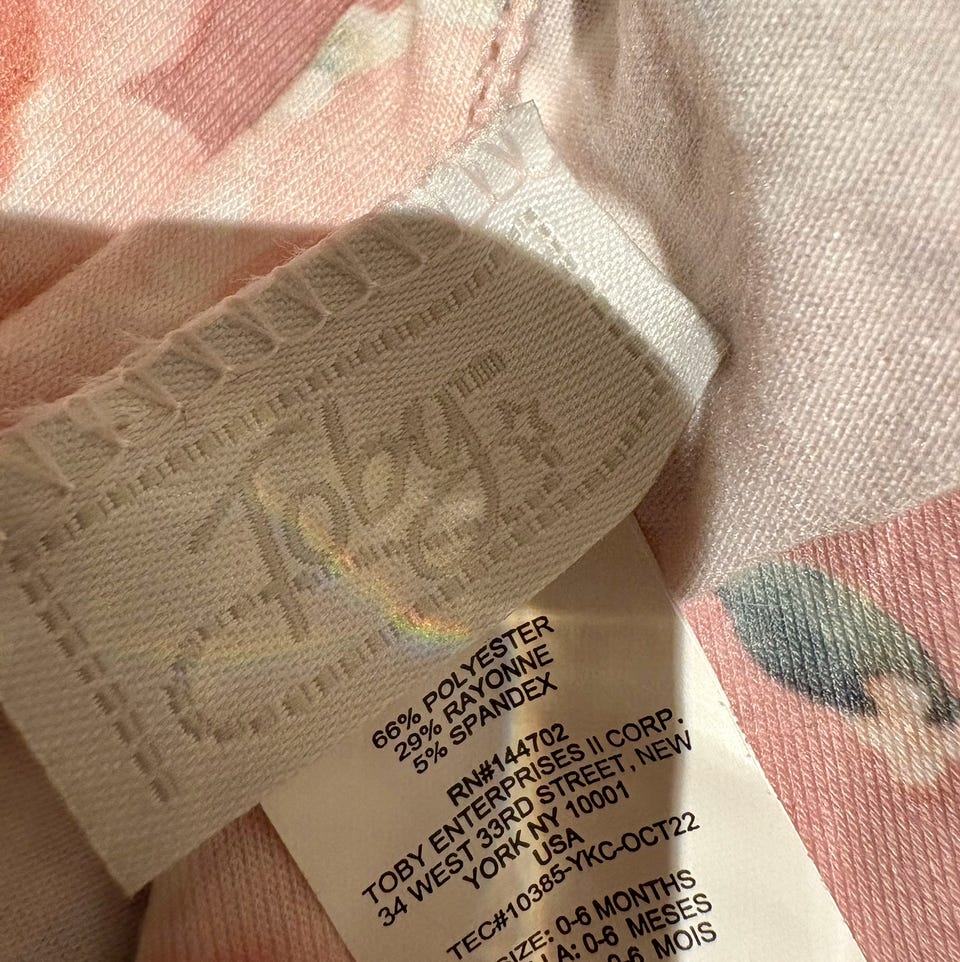 Toby
66% POLYESTER
29% RAYONNE
5% SPANDEX
RN#144702
TOBY ENTERPRISES II CORP.
34 WEST 33RD STREET, NEW
YORK NY 10001
USA
TEC#10385-YKC-OCT22
SIZE: 0-6 MONTHS
LA: 0-6 MESES
0-6 MOIS